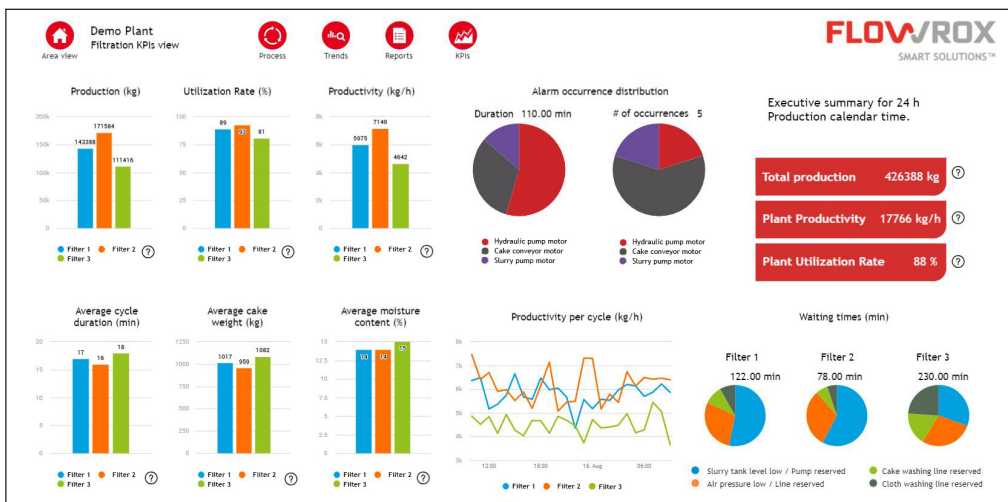 Demo Plant
Filtration KPIs view
Area view
Process
Trends
Reports
KPIs
FLOWROX
SMART SOLUTIONS™
Production (kg)
200k
150k
100k
50k
0
143388
171584
111416
Filter 1
Filter 2
Filter 3
?
Utilization Rate (%)
100
75
50
25
0
89
93
81
Filter 1
Filter 2
Filter 3
?
Productivity (kg/h)
8k
6k
4k
2k
0
5975
7149
4642
Filter 1
Filter 2
Filter 3
?
Alarm occurrence distribution
Duration 110.00 min
Hydraulic pump motor
Cake conveyor motor
Slurry pump motor
# of occurrences 5
Hydraulic pump motor
Cake conveyor motor
Slurry pump motor
Executive summary for 24 h
Production calendar time.
Total production 426388 kg
?
Plant Productivity 17766 kg/h
?
Plant Utilization Rate 88 %
?
Average cycle
duration (min)
20
15
10
5
0
17
16
18
Filter 1
Filter 2
Filter 3
?
Average cake
weight (kg)
1250
1000
750
500
250
0
1017
959
1082
Filter 1
Filter 2
Filter 3
?
Average moisture
content (%)
15
12.5
10
7.5
5
2.5
0
14
14
15
Filter 1
Filter 2
Filter 3
?
Productivity per cycle (kg/h)
8k
7k
6k
5k
4k
3k
12:00
18:00
16. Aug
06:00
Filter 1
Filter 2
Filter 3
Waiting times (min)
Filter 1
122.00 min
Filter 2
78.00 min
Filter 3
230.00 min
Slurry tank level low / Pump reserved
Air pressure low / Line reserved
Cake washing line reserved
Cloth washing line reserved